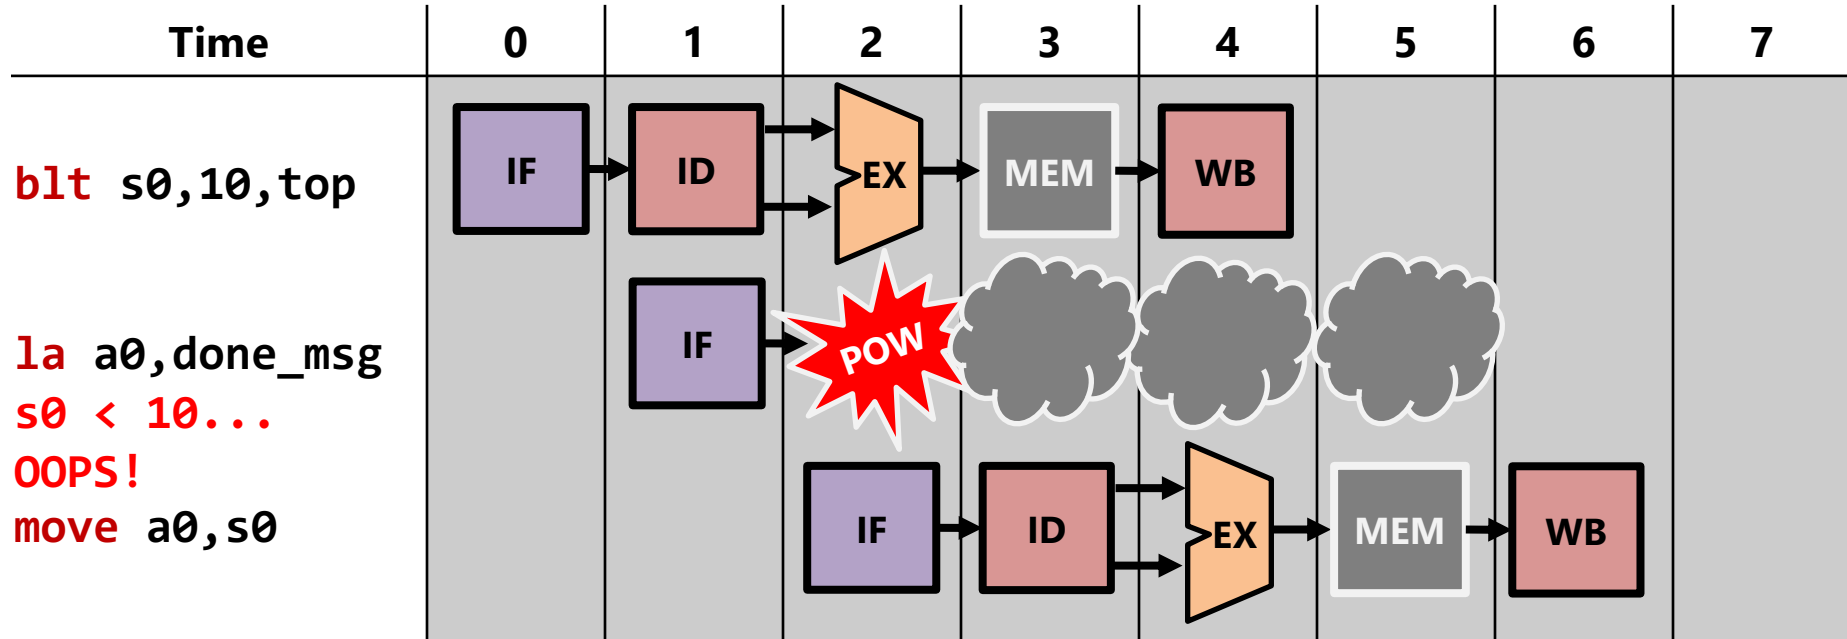 Time 0 1 2 3 4 5 6 7
blt s0,10,top IF ID EX MEM WB
la a0,done_msg IF POW
s0 < 10...
OOPS!
move a0,s0 IF ID EX MEM WB